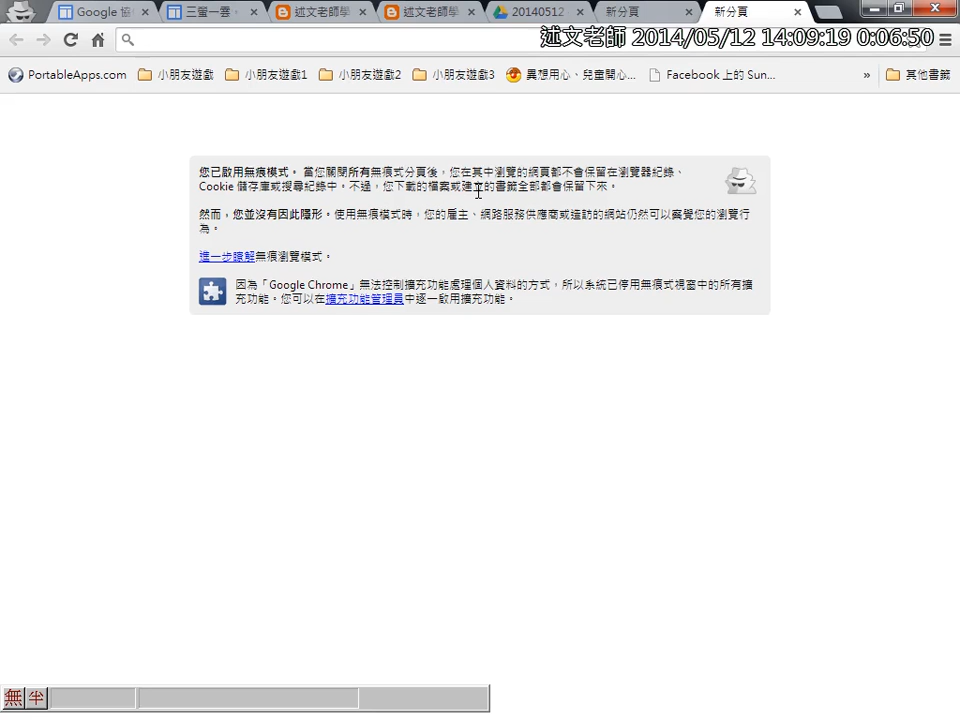 Google 協
三螢一雲
述文老師學
述文老師學
20140512
新分頁
新分頁
述文老師 2014/05/12 14:09:19 0:06:50
PortableApps.com
小朋友遊戲
小朋友遊戲1
小朋友遊戲2
小朋友遊戲3
異想用心、兒童開心...
Facebook 上的 Sun...
»
其他書籤
您已啟用無痕模式。當您關閉所有無痕式分頁後，您在其中瀏覽的網頁都不會保留在瀏覽器紀錄、
Cookie 儲存庫或搜尋紀錄中。不過，您下載的檔案或建立的書籤全部都會保留下來。
然而，您並沒有因此隱形。使用無痕模式時，您的雇主、網路服務供應商或造訪的網站仍然可以察覺您的瀏覽行
為。
進一步瞭解無痕瀏覽模式。
因為「Google Chrome」無法控制擴充功能處理個人資料的方式，所以系統已停用無痕式視窗中的所有擴
充功能。您可以在擴充功能管理員中逐一啟用擴充功能。
無 半